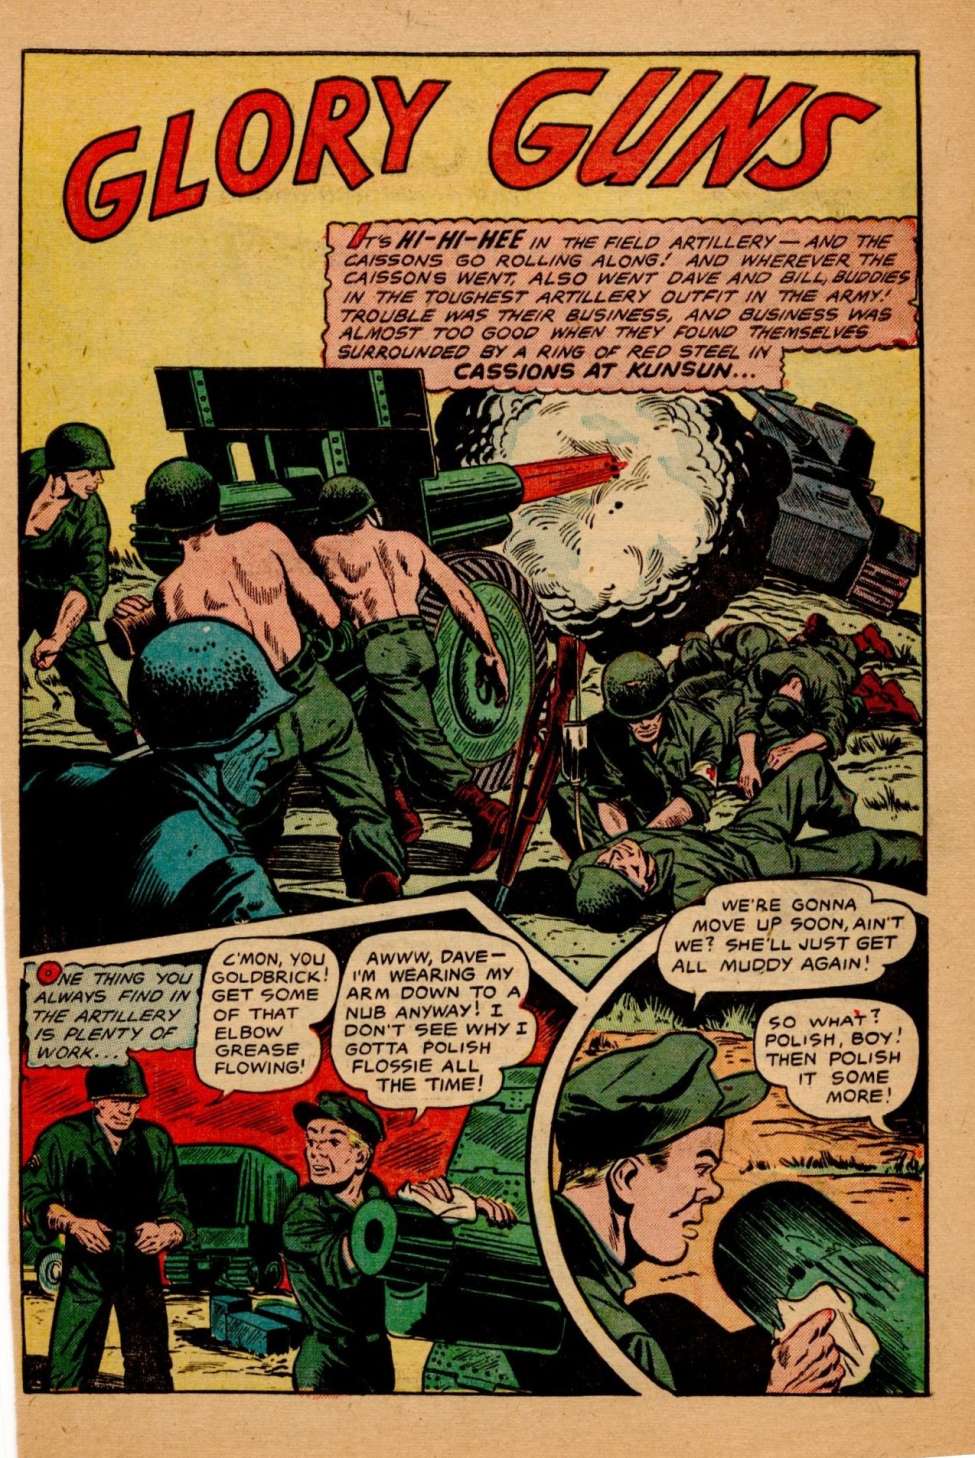 GLORY GUNS
IT'S HI-HI-HEE IN THE FIELD ARTILLERY — AND THE
CAISSONS GO ROLLING ALONG! AND WHEREVER THE
CAISSONS WENT, ALSO WENT DAVE AND BILL, BUDDIES
IN THE TOUGHEST ARTILLERY OUTFIT IN THE ARMY!
TROUBLE WAS THEIR BUSINESS, AND BUSINESS WAS
ALMOST TOO GOOD WHEN THEY FOUND THEMSELVES
SURROUNDED BY A RING OF RED STEEL IN
CASSIONS AT KUNSUN...
ONE THING YOU
ALWAYS FIND IN
THE ARTILLERY
IS PLENTY OF
WORK...
C'MON, YOU
GOLDBRICK!
GET SOME
OF THAT
ELBOW
GREASE
FLOWING!
AWWW, DAVE—
I'M WEARING MY
ARM DOWN TO A
NUB ANYWAY! I
DON'T SEE WHY I
GOTTA POLISH
FLOSSIE ALL
THE TIME!
WE'RE GONNA
MOVE UP SOON, AIN'T
WE? SHE'LL JUST GET
ALL MUDDY AGAIN!
SO WHAT?
POLISH, BOY!
THEN POLISH
IT SOME
MORE!